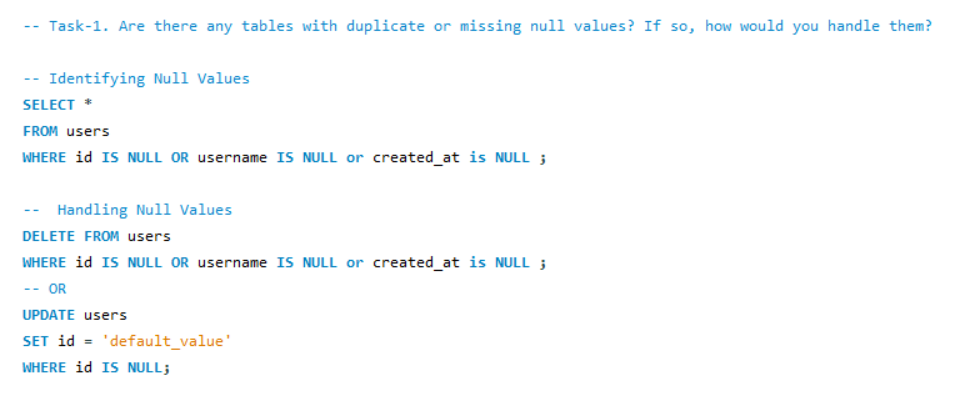 -- Task-1. Are there any tables with duplicate or missing null values? If so, how would you handle them?
-- Identifying Null Values
SELECT *
FROM users
WHERE id IS NULL OR username IS NULL or created_at is NULL ;
--  Handling Null Values
DELETE FROM users
WHERE id IS NULL OR username IS NULL or created_at is NULL ;
-- OR
UPDATE users
SET id = 'default_value'
WHERE id IS NULL;